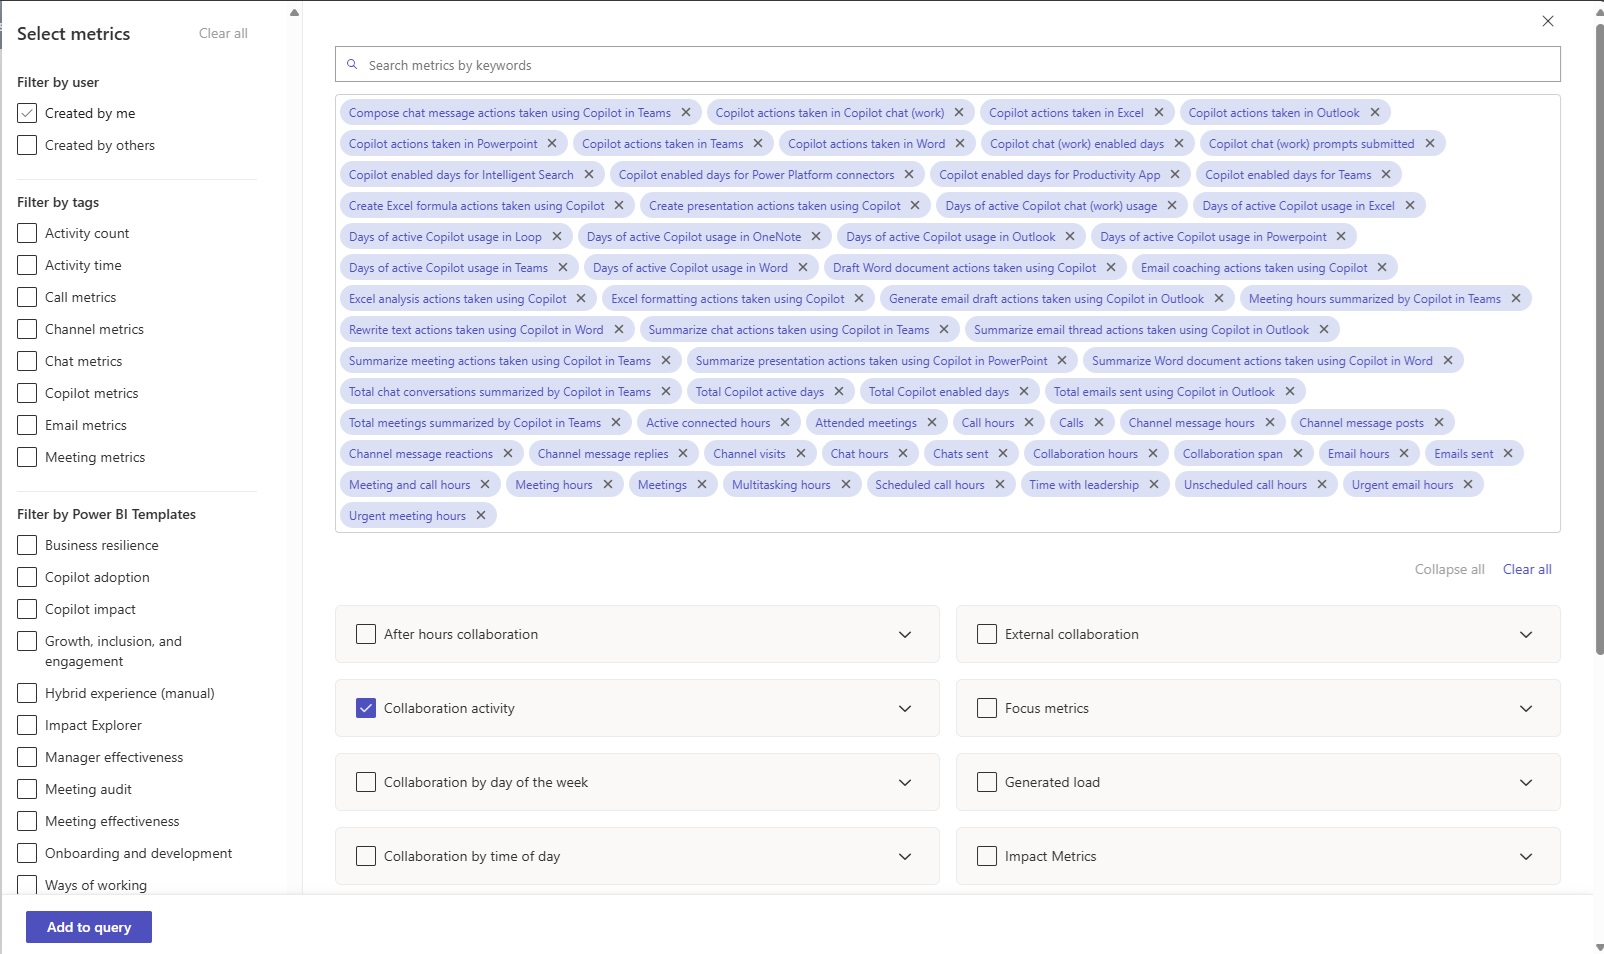 Select metrics
Clear all
Filter by user
Created by me
Created by others
Filter by tags
Activity count
Activity time
Call metrics
Channel metrics
Chat metrics
Copilot metrics
Email metrics
Meeting metrics
Filter by Power BI Templates
Business resilience
Copilot adoption
Copilot impact
Growth, inclusion, and
engagement
Hybrid experience (manual)
Impact Explorer
Manager effectiveness
Meeting audit
Meeting effectiveness
Onboarding and development
Ways of working
Add to query
Search metrics by keywords
Compose chat message actions taken using Copilot in Teams Copilot actions taken in Copilot chat (work) Copilot actions taken in Excel Copilot actions taken in Outlook
Copilot actions taken in Powerpoint Copilot actions taken in Teams Copilot actions taken in Word Copilot chat (work) enabled days Copilot chat (work) prompts submitted
Copilot enabled days for Intelligent Search Copilot enabled days for Power Platform connectors Copilot enabled days for Productivity App Copilot enabled days for Teams
Create Excel formula actions taken using Copilot Create presentation actions taken using Copilot Days of active Copilot chat (work) usage Days of active Copilot usage in Excel
Days of active Copilot usage in Loop Days of active Copilot usage in OneNote Days of active Copilot usage in Outlook Days of active Copilot usage in Powerpoint
Days of active Copilot usage in Teams Days of active Copilot usage in Word Draft Word document actions taken using Copilot Email coaching actions taken using Copilot
Excel analysis actions taken using Copilot Excel formatting actions taken using Copilot Generate email draft actions taken using Copilot in Outlook Meeting hours summarized by Copilot in Teams
Rewrite text actions taken using Copilot in Word Summarize chat actions taken using Copilot in Teams Summarize email thread actions taken using Copilot in Outlook
Summarize meeting actions taken using Copilot in Teams Summarize presentation actions taken using Copilot in PowerPoint Summarize Word document actions taken using Copilot in Word
Total chat conversations summarized by Copilot in Teams Total Copilot active days Total Copilot enabled days Total emails sent using Copilot in Outlook
Total meetings summarized by Copilot in Teams Active connected hours Attended meetings Call hours Calls Channel message hours Channel message posts
Channel message reactions Channel message replies Channel visits Chat hours Chats sent Collaboration hours Collaboration span Email hours Emails sent
Meeting and call hours Meeting hours Meetings Multitasking hours Scheduled call hours Time with leadership Unscheduled call hours Urgent email hours
Urgent meeting hours
Collapse all Clear all
After hours collaboration
External collaboration
Collaboration activity
Focus metrics
Collaboration by day of the week
Generated load
Collaboration by time of day
Impact Metrics